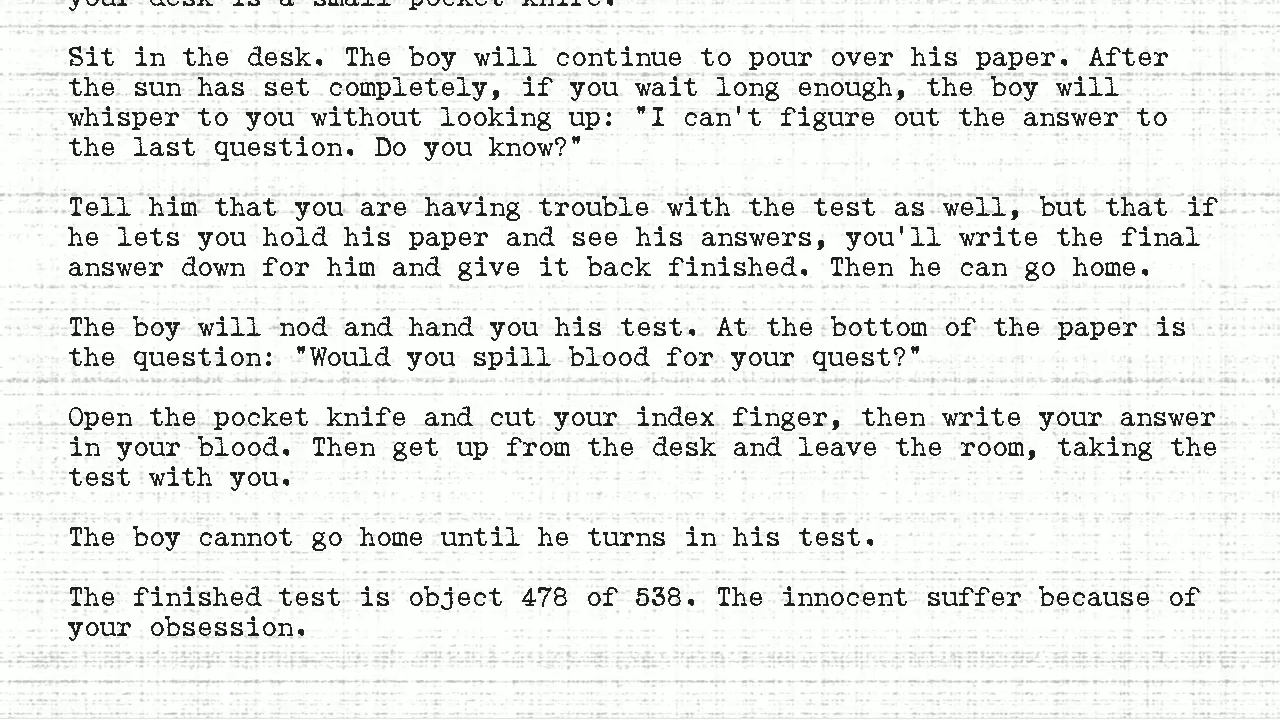 your desk is a small pocket knife.
Sit in the desk. The boy will continue to pour over his paper. After
the sun has set completely, if you wait long enough, the boy will
whisper to you without looking up: "I can't figure out the answer to
the last question. Do you know?"
Tell him that you are having trouble with the test as well, but that if
he lets you hold his paper and see his answers, you'll write the final
answer down for him and give it back finished. Then he can go home.
The boy will nod and hand you his test. At the bottom of the paper is
the question: "Would you spill blood for your quest?"
Open the pocket knife and cut your index finger, then write your answer
in your blood. Then get up from the desk and leave the room, taking the
test with you.
The boy cannot go home until he turns in his test.
The finished test is object 478 of 538. The innocent suffer because of
your obsession.